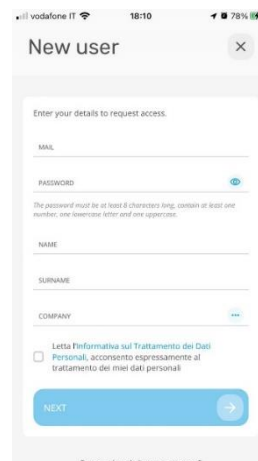 vodafone IT 18:10 78%
New user
Enter your details to request access.
MAIL
PASSWORD
The password must be at least 8 characters long, contain at least one
number, one lowercase letter and one uppercase.
NAME
SURNAME
COMPANY
Letta l'Informativa sul Trattamento dei Dati
Personali, acconsento espressamente al
trattamento dei miei dati personali
NEXT